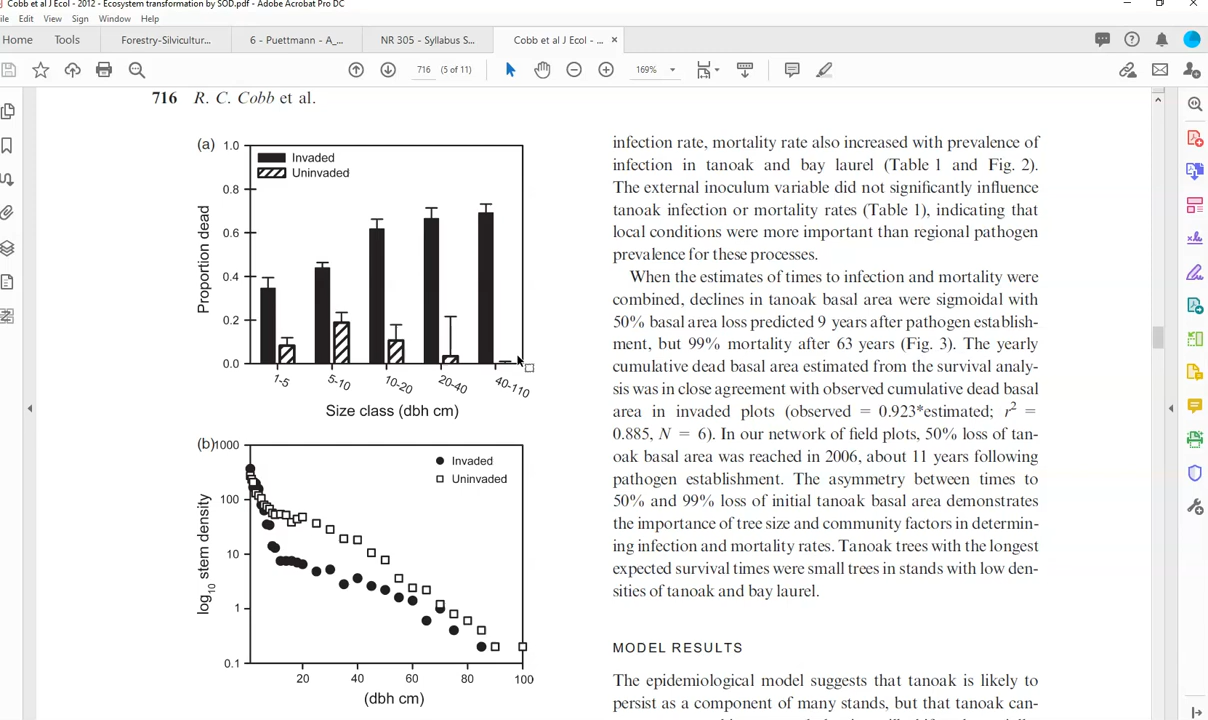 Cobb et al J Ecol - 2012 - Ecosystem transformation by SOD.pdf - Adobe Acrobat Pro DC
ile Edit View Sign Window Help
Home Tools Forestry-Silvicultur... 6 - Puettmann - A_... NR 305 - Syllabus S... Cobb et al J Ecol - ... ×
716 (5 of 11) 169%
716 R. C. Cobb et al.
(a)
Proportion dead
1.0
0.8
0.6
0.4
0.2
0.0
Invaded
Uninvaded
1-5 5-10 10-20 20-40 40-110
Size class (dbh cm)
(b)
log10 stem density
1000
100
10
1
0.1
Invaded
Uninvaded
20 40 60 80 100
(dbh cm)
infection rate, mortality rate also increased with prevalence of
infection in tanoak and bay laurel (Table 1 and Fig. 2).
The external inoculum variable did not significantly influence
tanoak infection or mortality rates (Table 1), indicating that
local conditions were more important than regional pathogen
prevalence for these processes.
When the estimates of times to infection and mortality were
combined, declines in tanoak basal area were sigmoidal with
50% basal area loss predicted 9 years after pathogen establish-
ment, but 99% mortality after 63 years (Fig. 3). The yearly
cumulative dead basal area estimated from the survival analy-
sis was in close agreement with observed cumulative dead basal
area in invaded plots (observed = 0.923*estimated; r² =
0.885, N = 6). In our network of field plots, 50% loss of tan-
oak basal area was reached in 2006, about 11 years following
pathogen establishment. The asymmetry between times to
50% and 99% loss of initial tanoak basal area demonstrates
the importance of tree size and community factors in determin-
ing infection and mortality rates. Tanoak trees with the longest
expected survival times were small trees in stands with low den-
sities of tanoak and bay laurel.
MODEL RESULTS
The epidemiological model suggests that tanoak is likely to
persist as a component of many stands, but that tanoak can-